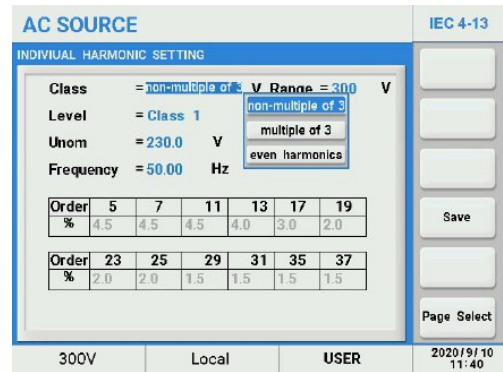 AC SOURCE
IEC 4-13
INDIVIUAL HARMONIC SETTING
Class =non-multiple of 3 V Range =300 V
non-multiple of 3
multiple of 3
even harmonics
Level =Class 1
Unom =230.0 V
Frequency =50.00 Hz
Order 5 7 11 13 17 19
% 4.5 4.5 4.5 4.0 3.0 2.0
Order 23 25 29 31 35 37
% 2.0 2.0 1.5 1.5 1.5 1.5
Save
Page Select
300V Local USER
2020/9/10
11:40